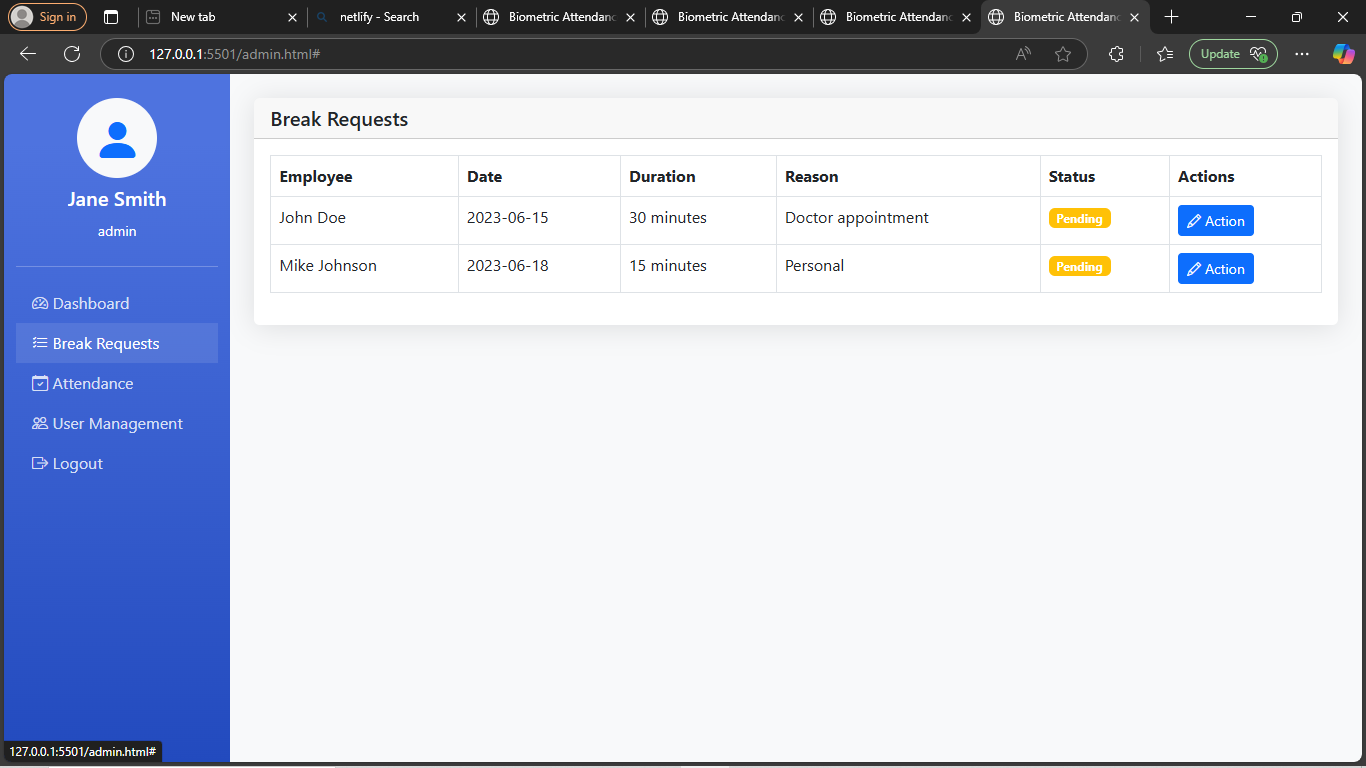 Sign in
New tab
netlify - Search
Biometric Attendanc
Biometric Attendanc
Biometric Attendanc
Biometric Attendanc
127.0.0.1:5501/admin.html#
Update
Jane Smith
admin
Dashboard
Break Requests
Attendance
User Management
Logout
Break Requests
Employee Date Duration Reason Status Actions
John Doe 2023-06-15 30 minutes Doctor appointment Pending Action
Mike Johnson 2023-06-18 15 minutes Personal Pending Action
127.0.0.1:5501/admin.html#